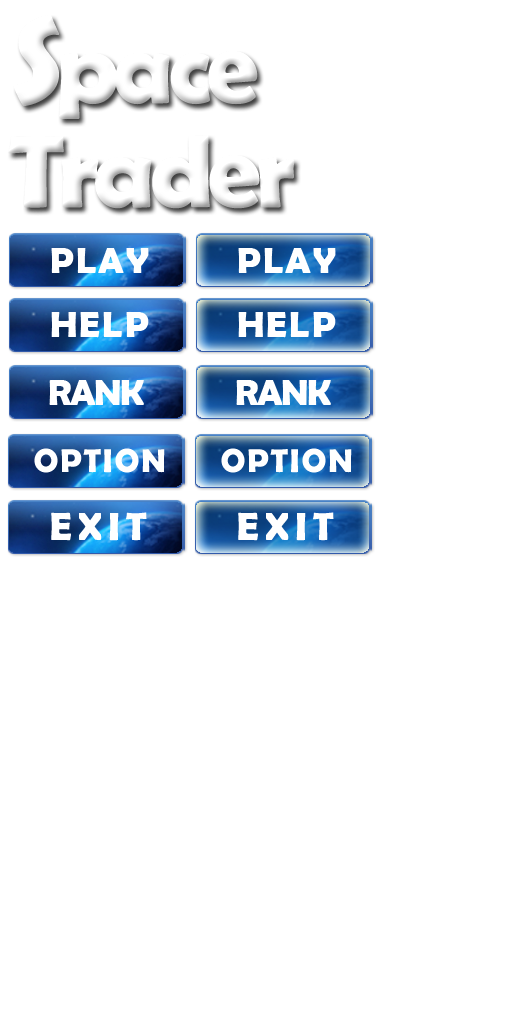 Space
Trader
PLAY PLAY
HELP HELP
RANK RANK
OPTION OPTION
EXIT EXIT